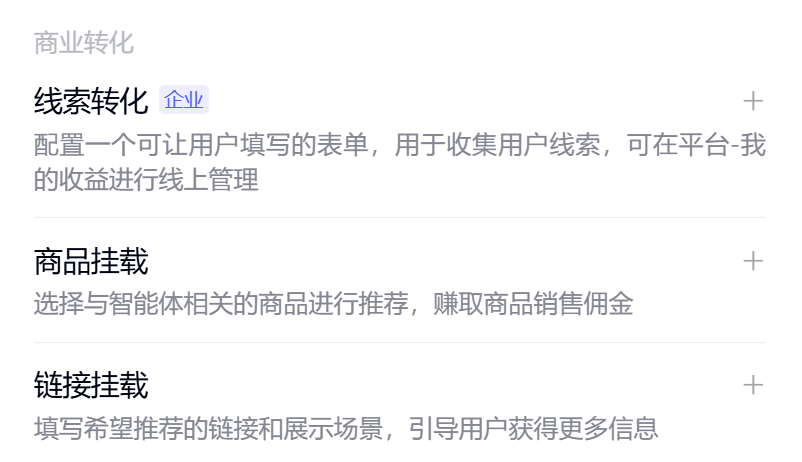 商业转化
线索转化 企业
配置一个可让用户填写的表单，用于收集用户线索，可在平台-我
的收益进行线上管理
商品挂载
选择与智能体相关的商品进行推荐，赚取商品销售佣金
链接挂载
填写希望推荐的链接和展示场景，引导用户获得更多信息